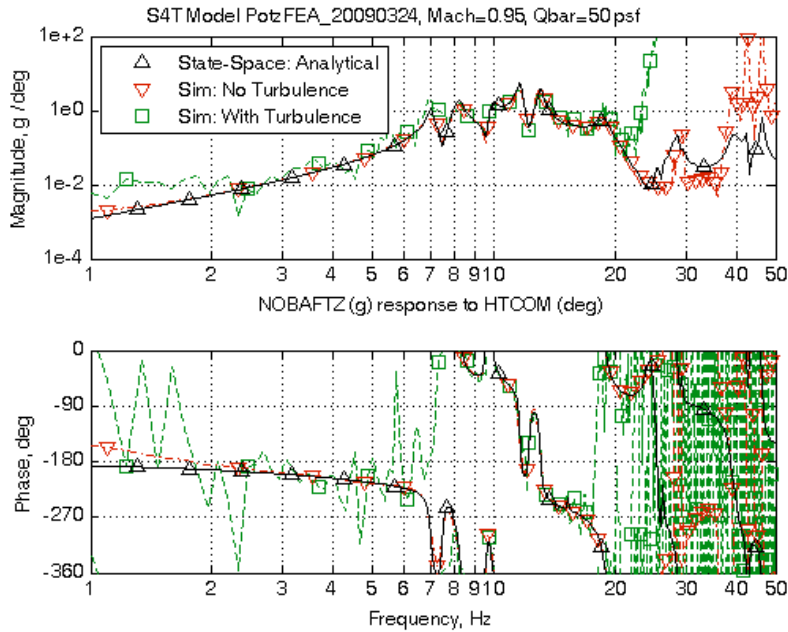 S4T Model PotzFEA_20090324, Mach=0.95, Qbar=50 psf
State-Space: Analytical
Sim: No Turbulence
Sim: With Turbulence
Magnitude, g /deg
1e+2
1e+0
1e-2
1e-4
1 2 3 4 5 6 7 8 9 10 20 30 40 50
NOBAFTZ (g) response to HTCOM (deg)
Phase, deg
0
-90
-180
-270
-360
1 2 3 4 5 6 7 8 9 10 20 30 40 50
Frequency, Hz